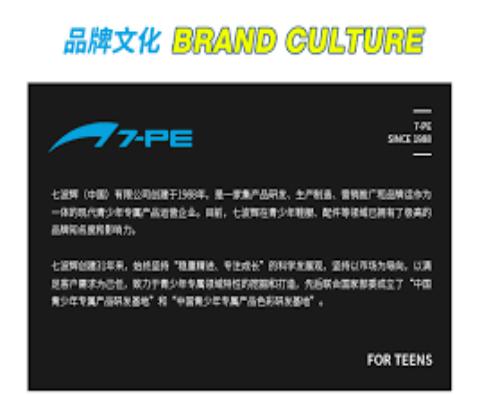 品牌文化 BRAND CULTURE
7-PE
7-PE
SINCE 1988
七波辉（中国）有限公司创建于1988年，是一家集产品研发、生产制造、营销推广和品牌运作为
一体的现代青少年专属产品运营企业。目前，七波辉在青少年鞋服、配件等领域已拥有了极高的
品牌知名度和影响力。
七波辉创建31年来，始终坚持“稳重精进、专注成长”的科学发展观，坚持以市场为导向，以满
足客户需求为己任，致力于青少年专属领域特性的挖掘和打造，先后联合国家部委成立了“中国
青少年专属产品研发基地”和“中国青少年专属产品色彩研发基地”。
FOR TEENS